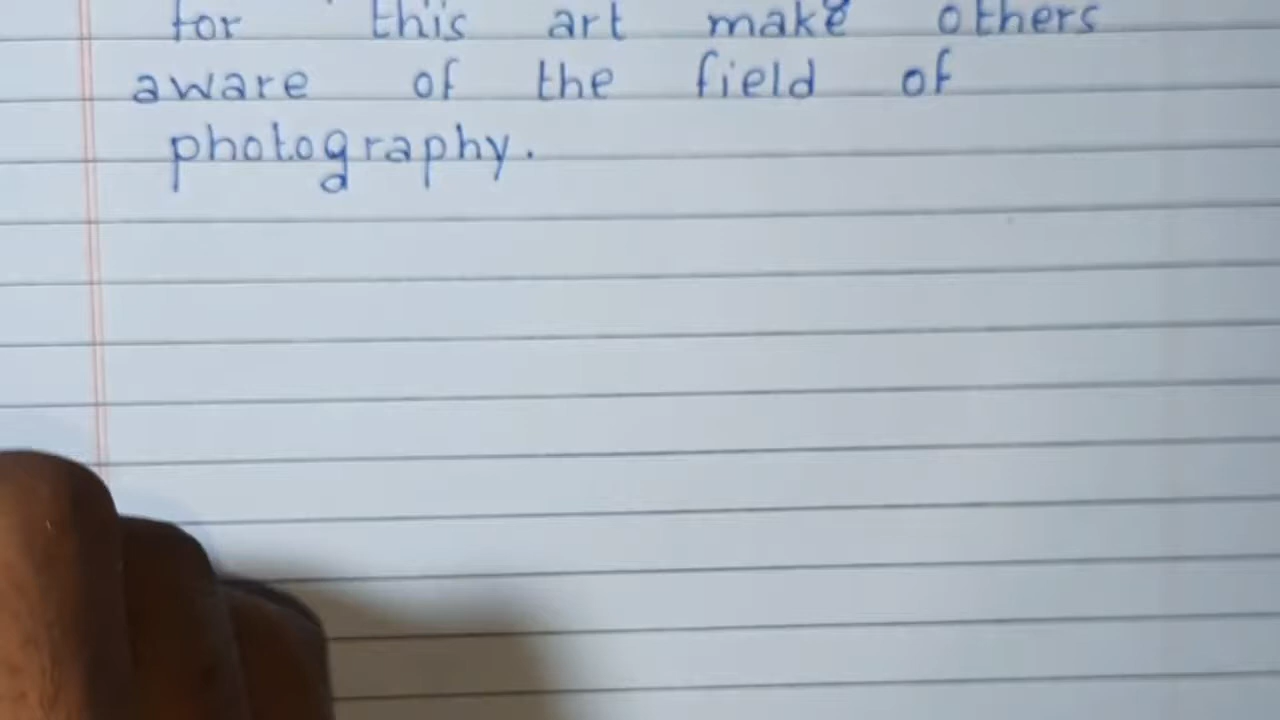 for this art make others
aware of the field of
photography.